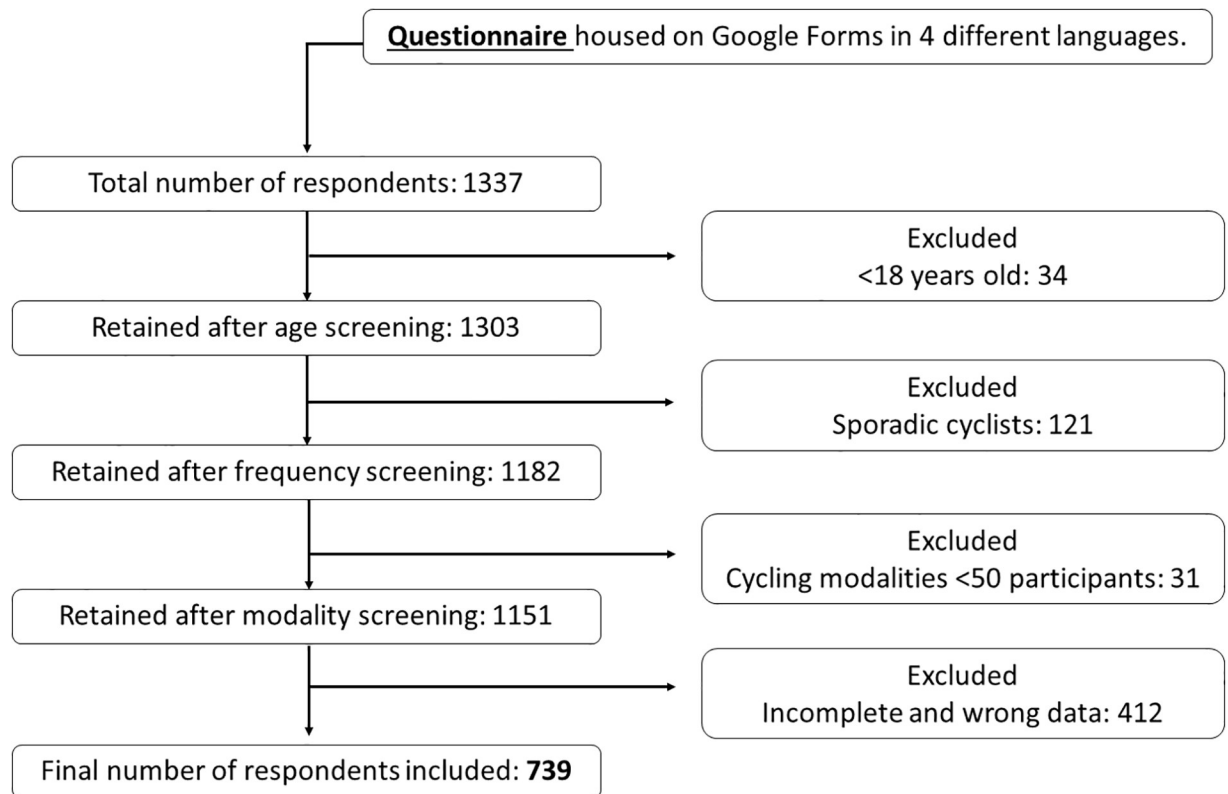 Questionnaire housed on Google Forms in 4 different languages.
Total number of respondents: 1337
Excluded
<18 years old: 34
Retained after age screening: 1303
Excluded
Sporadic cyclists: 121
Retained after frequency screening: 1182
Excluded
Cycling modalities <50 participants: 31
Retained after modality screening: 1151
Excluded
Incomplete and wrong data: 412
Final number of respondents included: 739